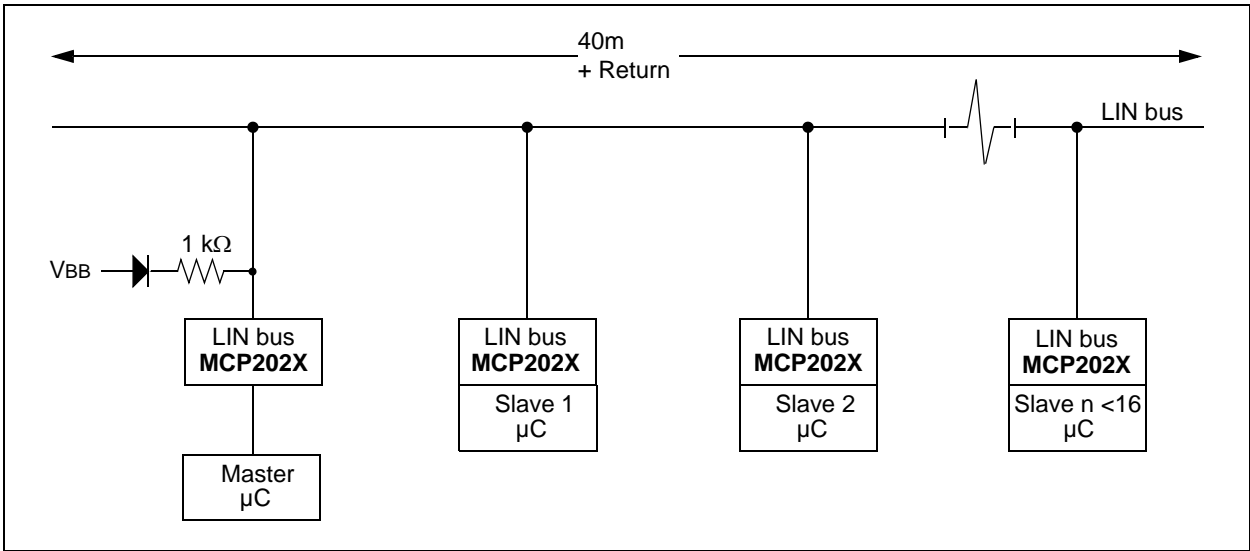 40m
+ Return
LIN bus
1 kΩ
VBB
LIN bus
MCP202X
Master
µC
LIN bus
MCP202X
Slave 1
µC
LIN bus
MCP202X
Slave 2
µC
LIN bus
MCP202X
Slave n <16
µC